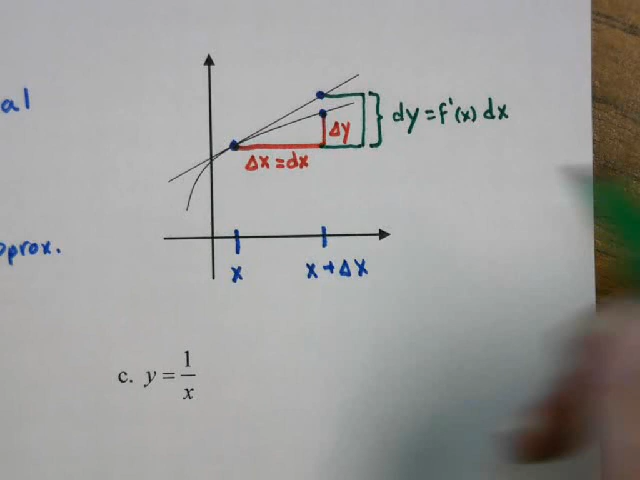 al
dy = f'(x) dx
Δy
Δx = dx
pprox.
x x + Δx
c. y = 1/x